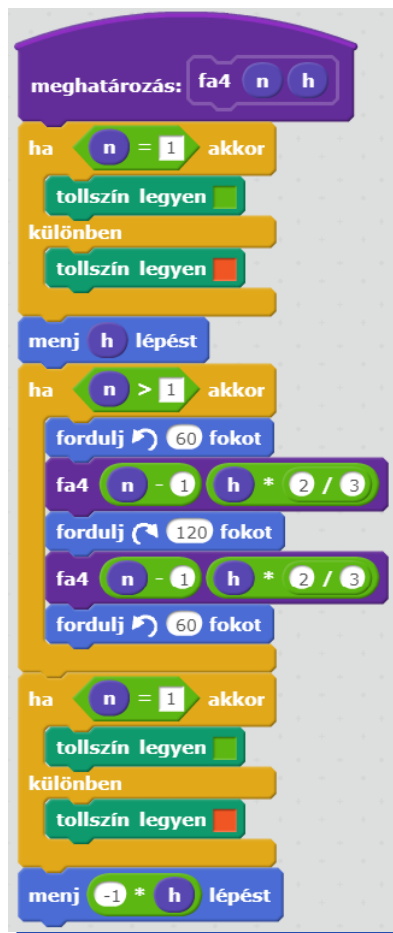 meghatározás: fa4 n h
ha n = 1 akkor
tollszín legyen
különben
tollszín legyen
menj h lépést
ha n > 1 akkor
fordulj 60 fokot
fa4 n - 1 h * 2 / 3
fordulj 120 fokot
fa4 n - 1 h * 2 / 3
fordulj 60 fokot
ha n = 1 akkor
tollszín legyen
különben
tollszín legyen
menj -1 * h lépést